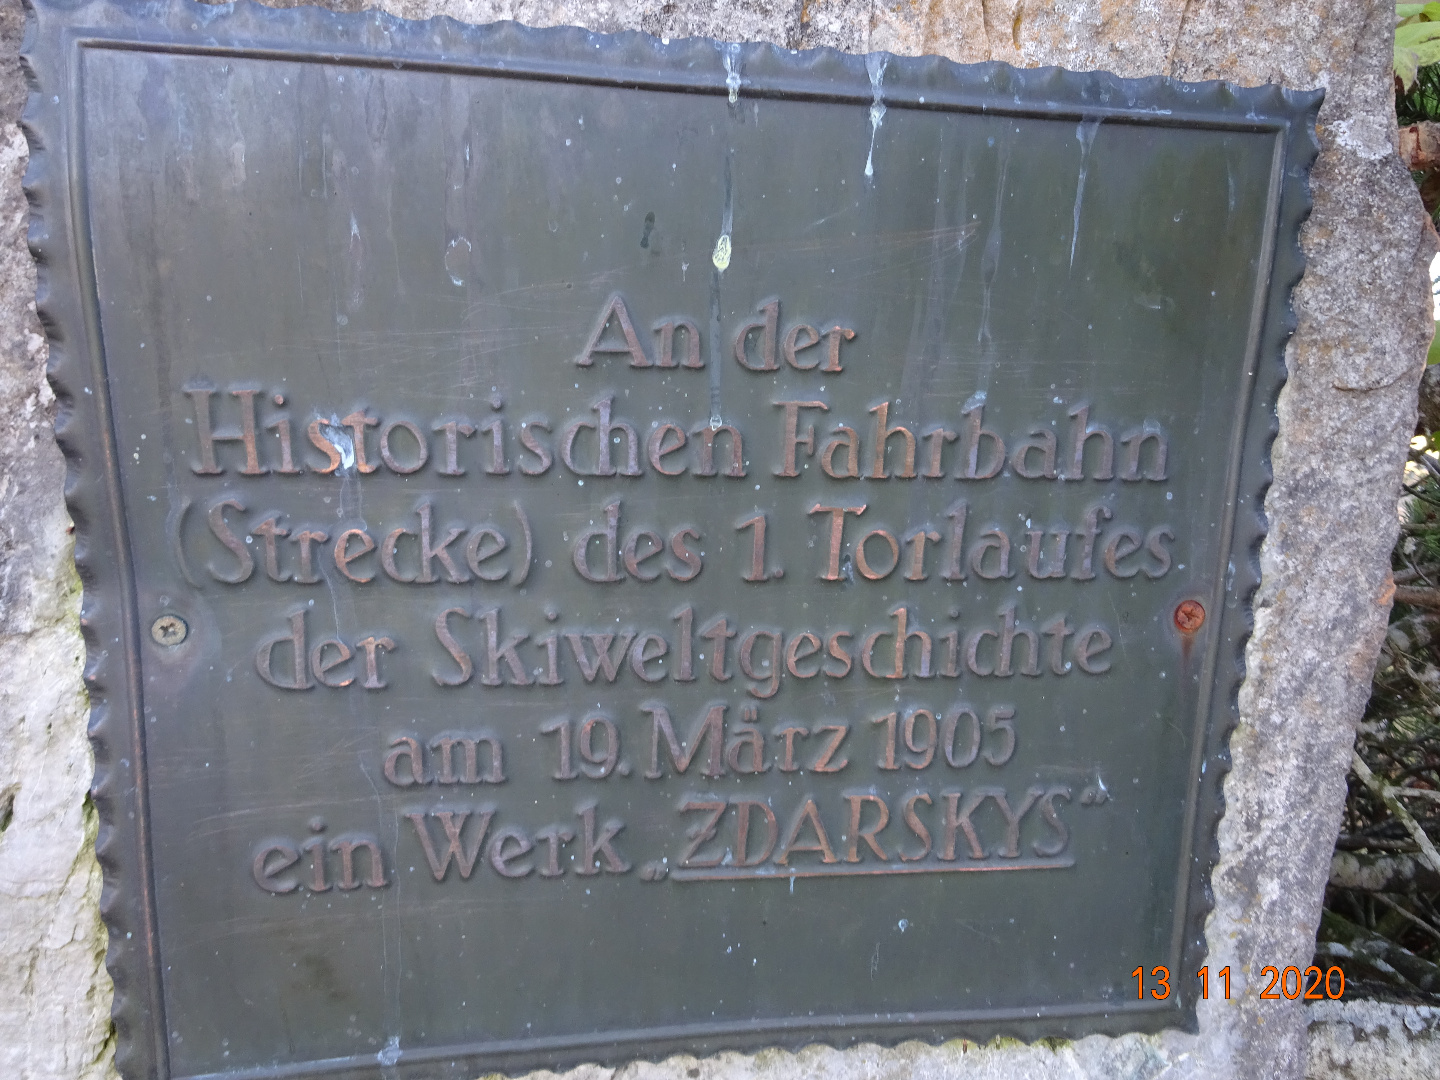 An der
Historischen Fahrbahn
(Strecke) des 1. Torlaufes
der Skiweltgeschichte
am 19. März 1905
ein Werk „ZDARSKYS“
13 11 2020